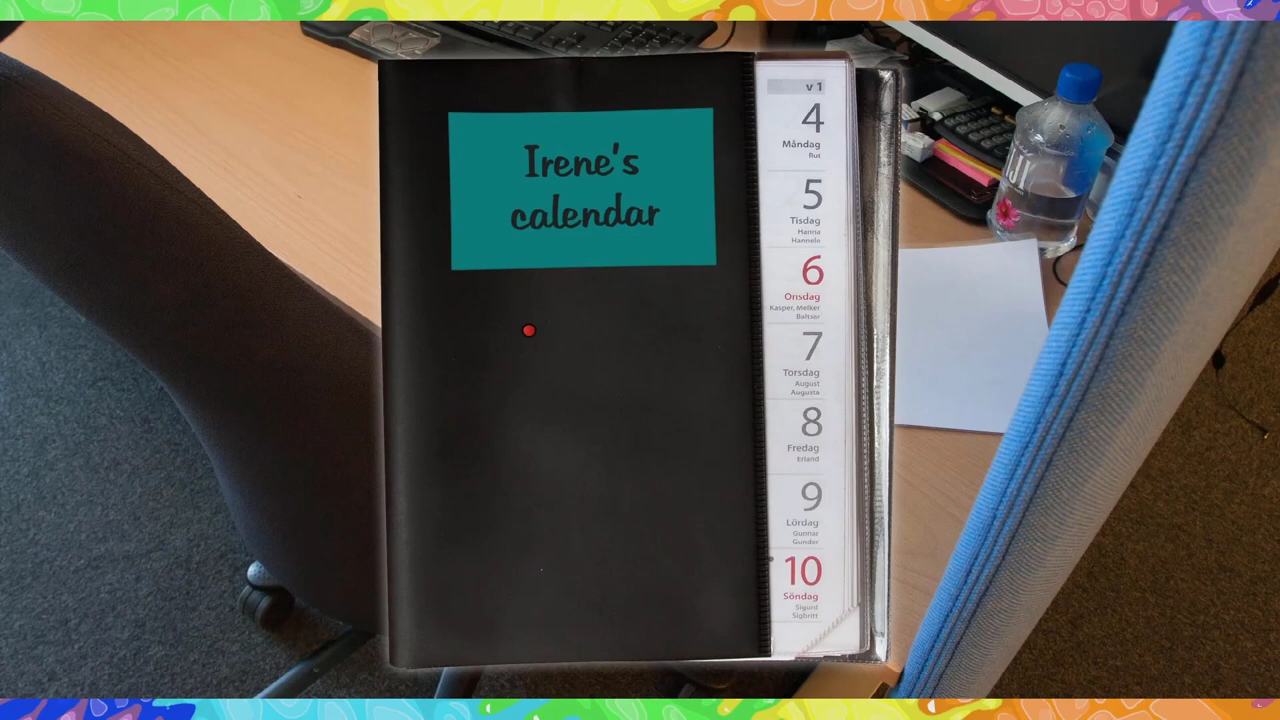 Irene's
calendar
v 1
4
Måndag
Rut
5
Tisdag
Hanna
Hannele
6
Onsdag
Kasper, Melker
Baltsar
7
Torsdag
August
Augusta
8
Fredag
Erland
9
Lördag
Gunnar
Gunder
10
Söndag
Sigurd
Sigbritt
FIJI